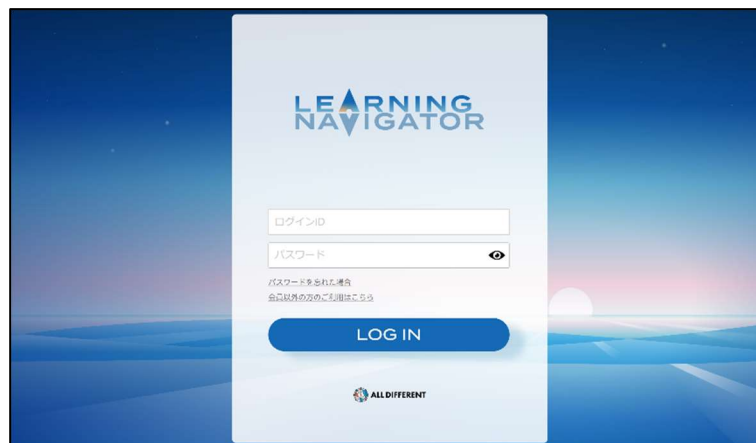 LEARNING
NAVIGATOR
ログインID
パスワード
パスワードを忘れた場合
会員以外の方のご利用はこちら
LOG IN
ALL DIFFERENT